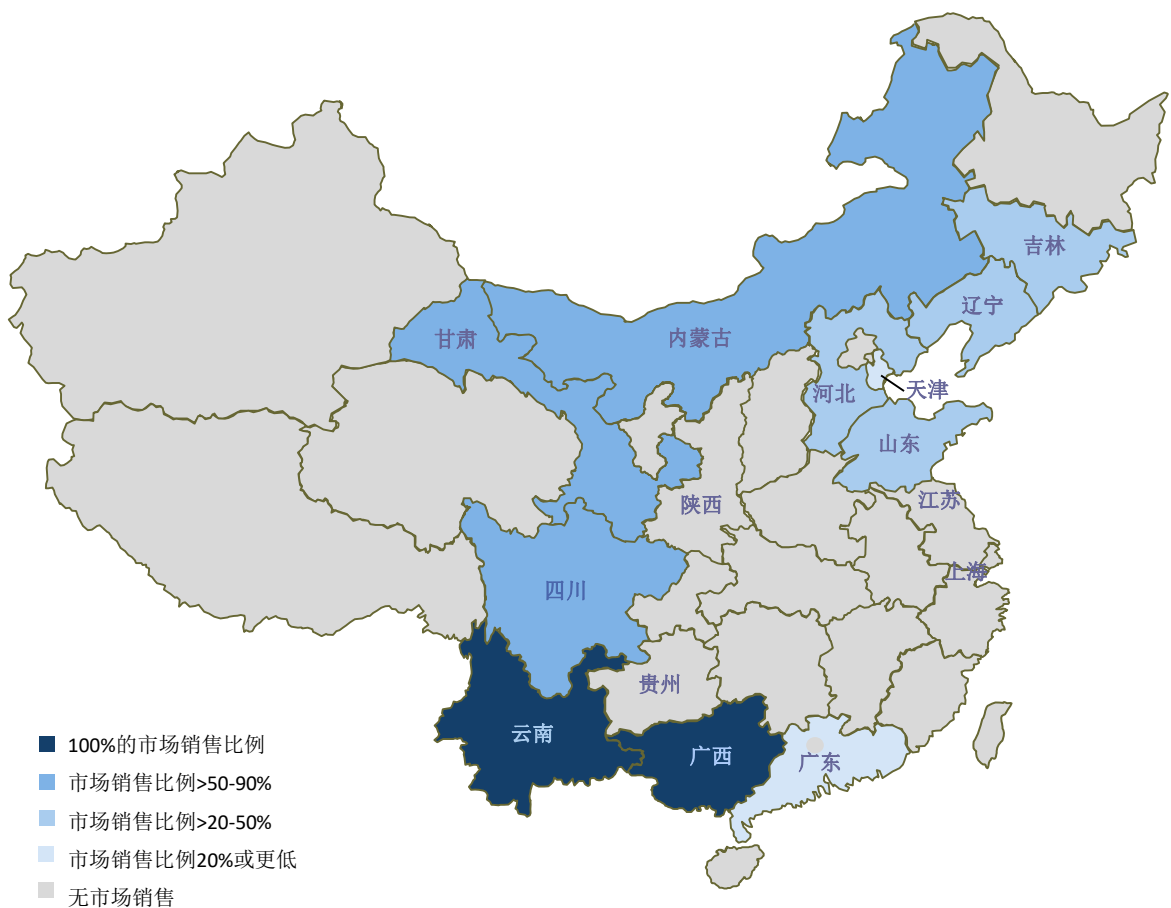 吉林
辽宁
甘肃
内蒙古
天津
河北
山东
江苏
陕西
上海
四川
贵州
云南
广西
广东
100%的市场销售比例
市场销售比例>50-90%
市场销售比例>20-50%
市场销售比例20%或更低
无市场销售